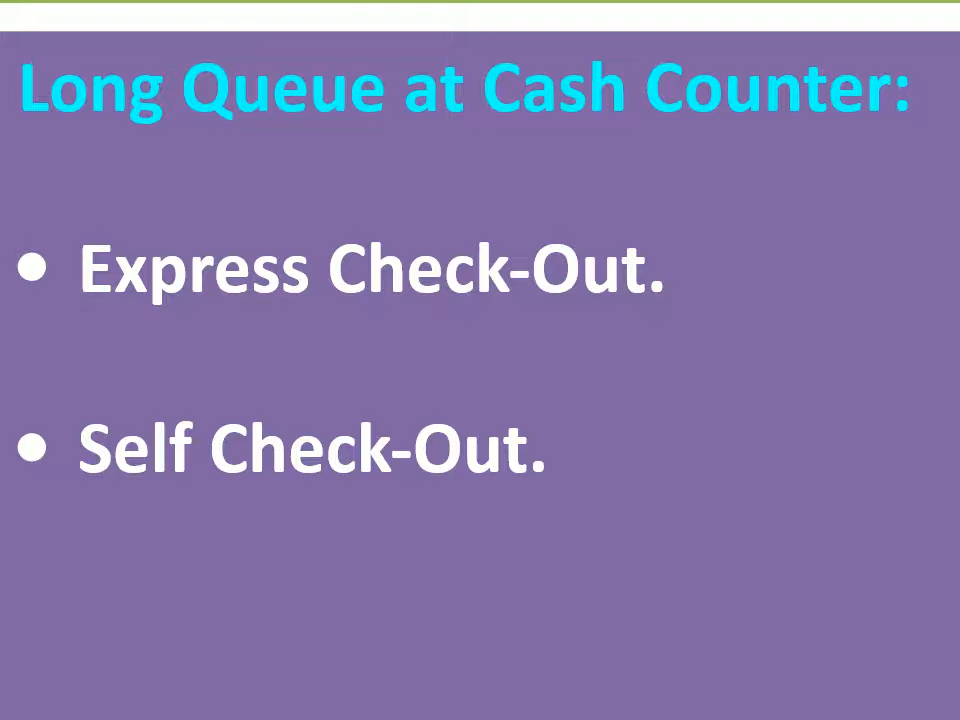 Long Queue at Cash Counter:
• Express Check-Out.
• Self Check-Out.